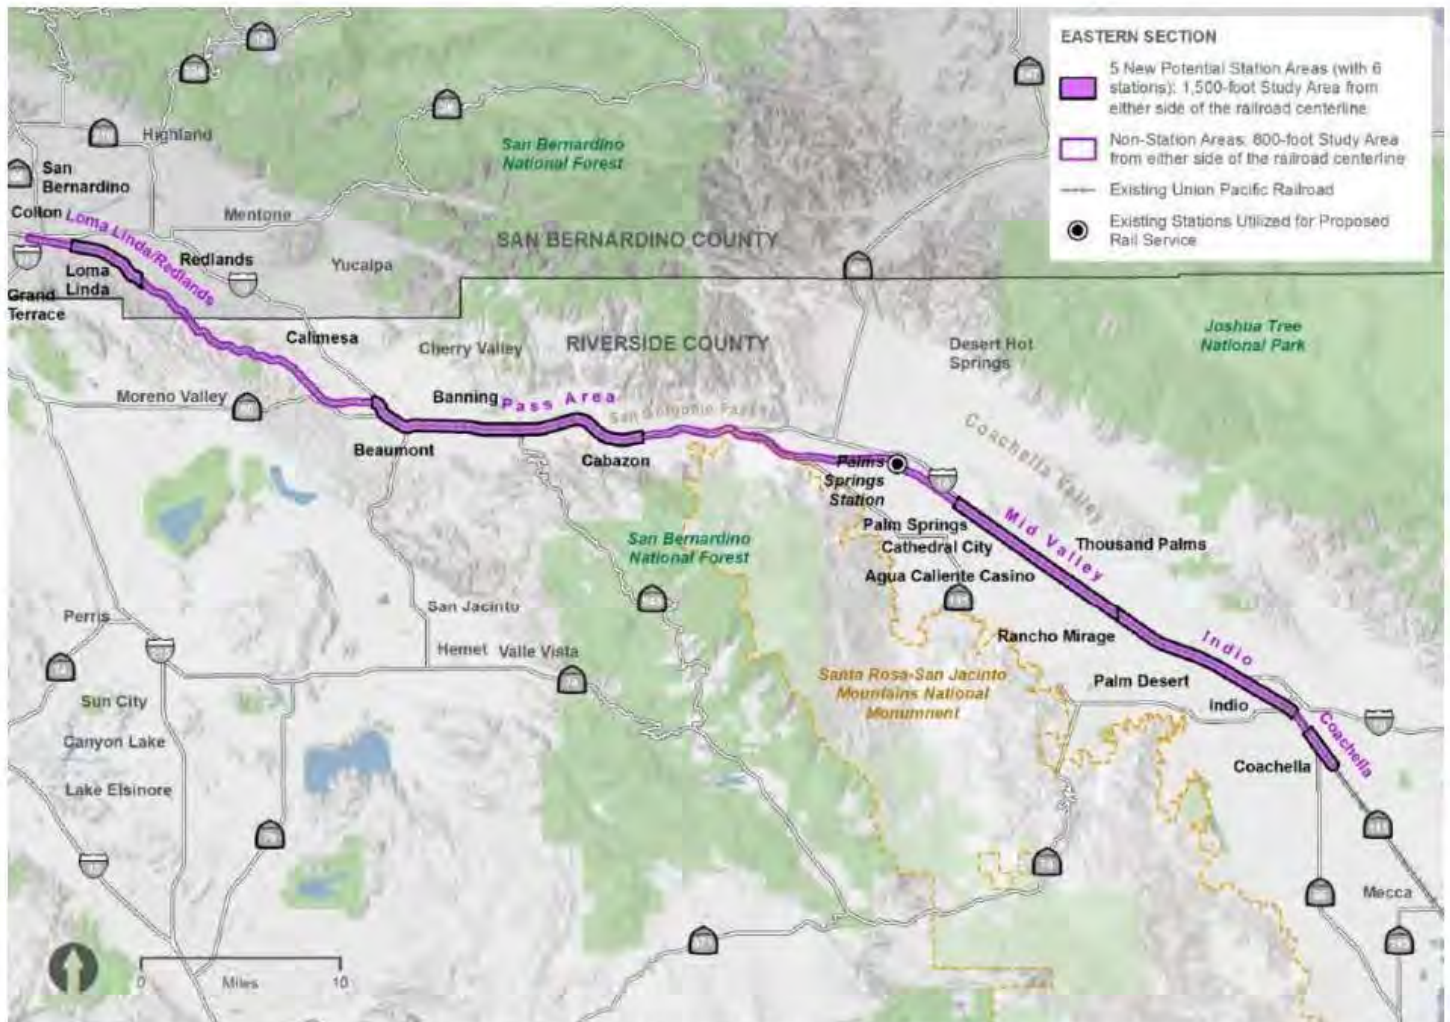 EASTERN SECTION
5 New Potential Station Areas (with 6
stations): 1,500-foot Study Area from
either side of the railroad centerline
Non-Station Areas: 800-foot Study Area
from either side of the railroad centerline
Existing Union Pacific Railroad
Existing Stations Utilized for Proposed
Rail Service
Highland
San Bernardino
National Forest
San
Bernardino
Colton
Loma Linda/Redlands
Mentone
SAN BERNARDINO COUNTY
Redlands
Yucaipa
Loma
Linda
Grand
Terrace
Calimesa
Cherry Valley
RIVERSIDE COUNTY
Desert Hot
Springs
Joshua Tree
National Park
Moreno Valley
Banning
Pass Area
San Gorgonio Pass
Coachella Valley
Beaumont
Cabazon
Palms
Springs
Station
Mid Valley
Palm Springs
Cathedral City
Thousand Palms
San Bernardino
National Forest
Agua Caliente Casino
Perris
San Jacinto
Rancho Mirage
Indio
Hemet
Valle Vista
Santa Rosa-San Jacinto
Mountains National
Monumnent
Palm Desert
Indio
Sun City
Canyon Lake
Coachella
Coachella
Lake Elsinore
Mecca
0
Miles
10